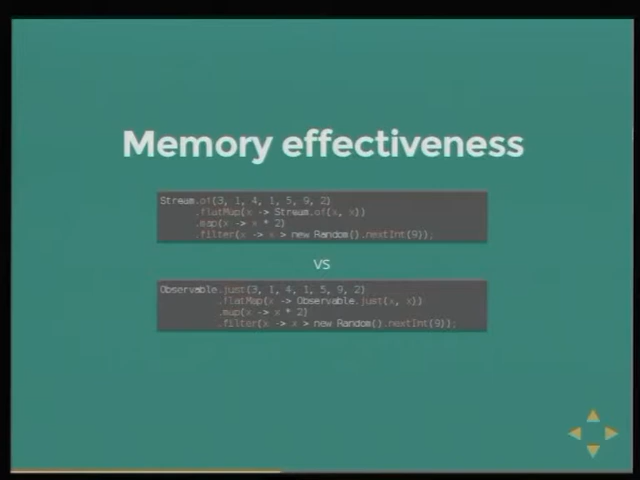 Memory effectiveness
Stream.of(3, 1, 4, 1, 5, 9, 2)
.flatMap(x -> Stream.of(x, x))
.map(x -> x * 2)
.filter(x -> x > new Random().nextInt(9));
VS
Observable.just(3, 1, 4, 1, 5, 9, 2)
.flatMap(x -> Observable.just(x, x))
.map(x -> x * 2)
.filter(x -> x > new Random().nextInt(9));